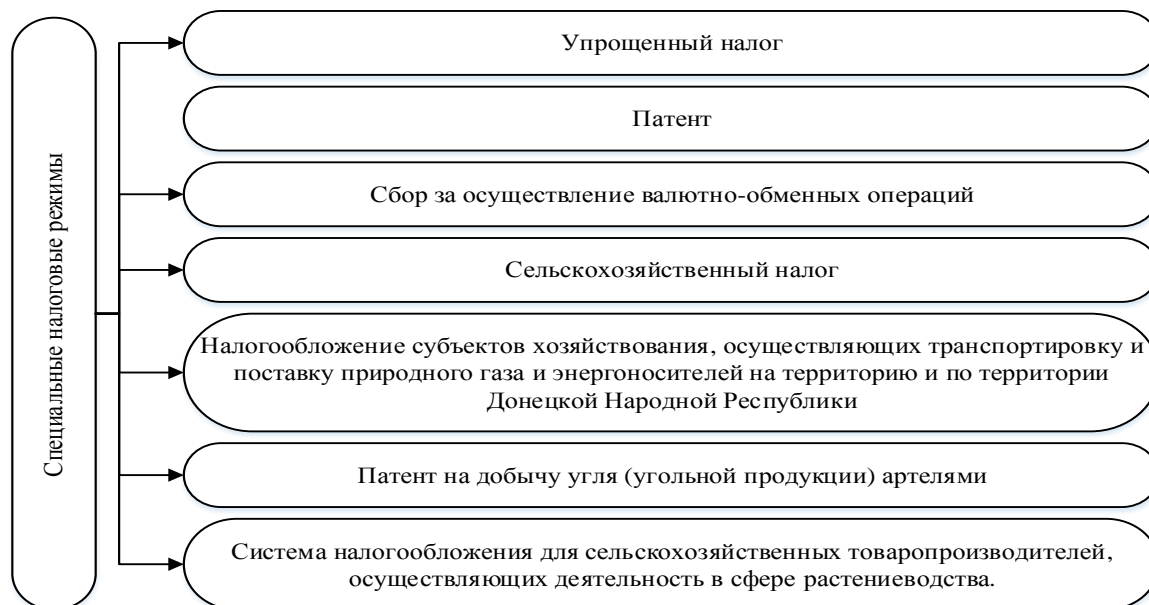 Специальные налоговые режимы
Упрощенный налог
Патент
Сбор за осуществление валютно-обменных операций
Сельскохозяйственный налог
Налогообложение субъектов хозяйствования, осуществляющих транспортировку и
поставку природного газа и энергоносителей на территорию и по территории
Донецкой Народной Республики
Патент на добычу угля (угольной продукции) артелями
Система налогообложения для сельскохозяйственных товаропроизводителей,
осуществляющих деятельность в сфере растениеводства.